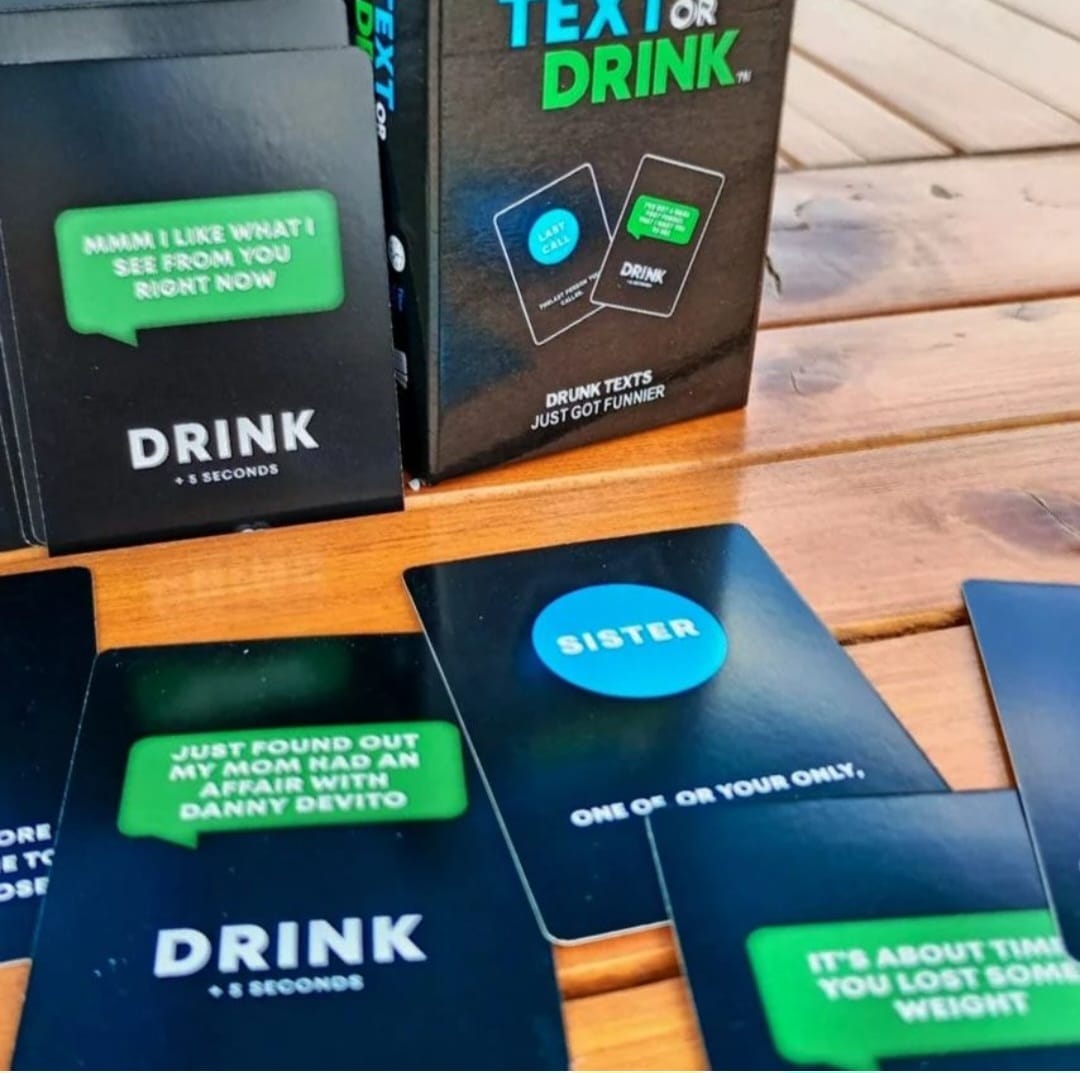 TEXT OR
DRINK
TEXT OR
MMM I LIKE WHAT I
SEE FROM YOU
RIGHT NOW
DRINK
+ 5 SECONDS
LAST
CALL
DRINK
DRUNK TEXTS
JUST GOT FUNNIER
SISTER
ONE OF OR YOUR ONLY,
JUST FOUND OUT
MY MOM HAD AN
AFFAIR WITH
DANNY DEVITO
DRINK
IT'S ABOUT TIME
YOU LOST SOME
WEIGHT